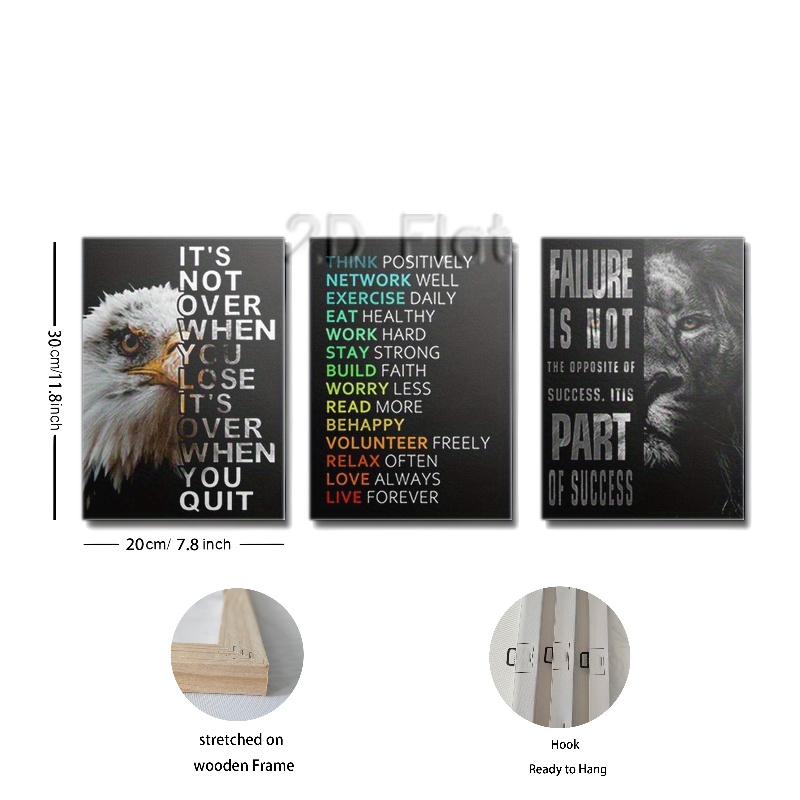 2D Flat
IT'S
NOT
OVER
WHEN
YOU
LOSE
IT'S
OVER
WHEN
YOU
QUIT
THINK POSITIVELY
NETWORK WELL
EXERCISE DAILY
EAT HEALTHY
WORK HARD
STAY STRONG
BUILD FAITH
WORRY LESS
READ MORE
BEHAPPY
VOLUNTEER FREELY
RELAX OFTEN
LOVE ALWAYS
LIVE FOREVER
FAILURE
IS NOT
THE OPPOSITE OF
SUCCESS. ITIS
PART
OF SUCCESS
30cm/11.8inch
20cm/ 7.8 inch
stretched on
wooden Frame
Hook
Ready to Hang